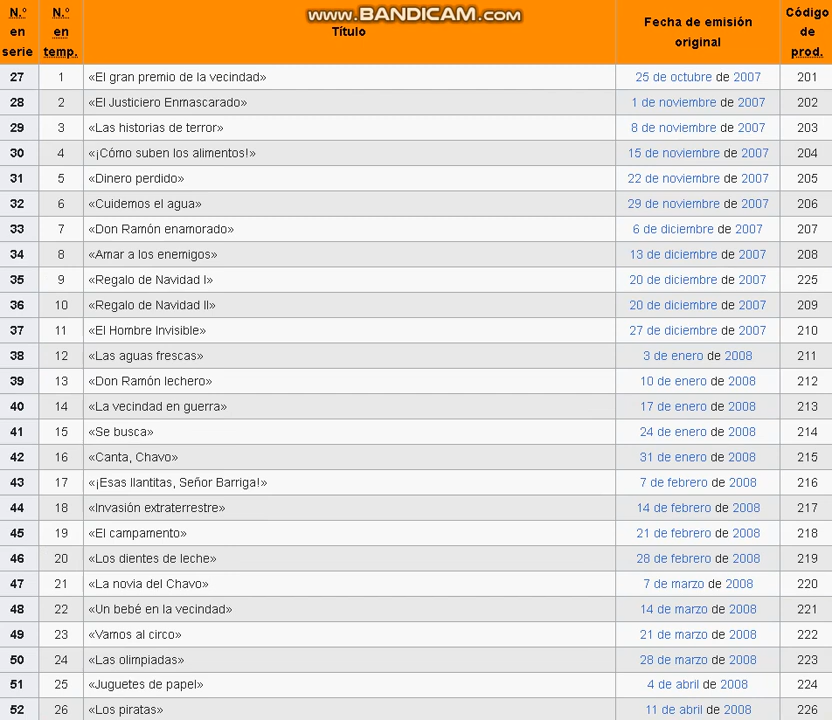 www.BANDICAM.com
N.º en serie N.º en temp. Título Fecha de emisión original Código de prod.
27 1 «El gran premio de la vecindad» 25 de octubre de 2007 201
28 2 «El Justiciero Enmascarado» 1 de noviembre de 2007 202
29 3 «Las historias de terror» 8 de noviembre de 2007 203
30 4 «¡Cómo suben los alimentos!» 15 de noviembre de 2007 204
31 5 «Dinero perdido» 22 de noviembre de 2007 205
32 6 «Cuidemos el agua» 29 de noviembre de 2007 206
33 7 «Don Ramón enamorado» 6 de diciembre de 2007 207
34 8 «Amar a los enemigos» 13 de diciembre de 2007 208
35 9 «Regalo de Navidad I» 20 de diciembre de 2007 225
36 10 «Regalo de Navidad II» 20 de diciembre de 2007 209
37 11 «El Hombre Invisible» 27 de diciembre de 2007 210
38 12 «Las aguas frescas» 3 de enero de 2008 211
39 13 «Don Ramón lechero» 10 de enero de 2008 212
40 14 «La vecindad en guerra» 17 de enero de 2008 213
41 15 «Se busca» 24 de enero de 2008 214
42 16 «Canta, Chavo» 31 de enero de 2008 215
43 17 «¡Esas llantitas, Señor Barriga!» 7 de febrero de 2008 216
44 18 «Invasión extraterrestre» 14 de febrero de 2008 217
45 19 «El campamento» 21 de febrero de 2008 218
46 20 «Los dientes de leche» 28 de febrero de 2008 219
47 21 «La novia del Chavo» 7 de marzo de 2008 220
48 22 «Un bebé en la vecindad» 14 de marzo de 2008 221
49 23 «Vamos al circo» 21 de marzo de 2008 222
50 24 «Las olimpiadas» 28 de marzo de 2008 223
51 25 «Juguetes de papel» 4 de abril de 2008 224
52 26 «Los piratas» 11 de abril de 2008 226